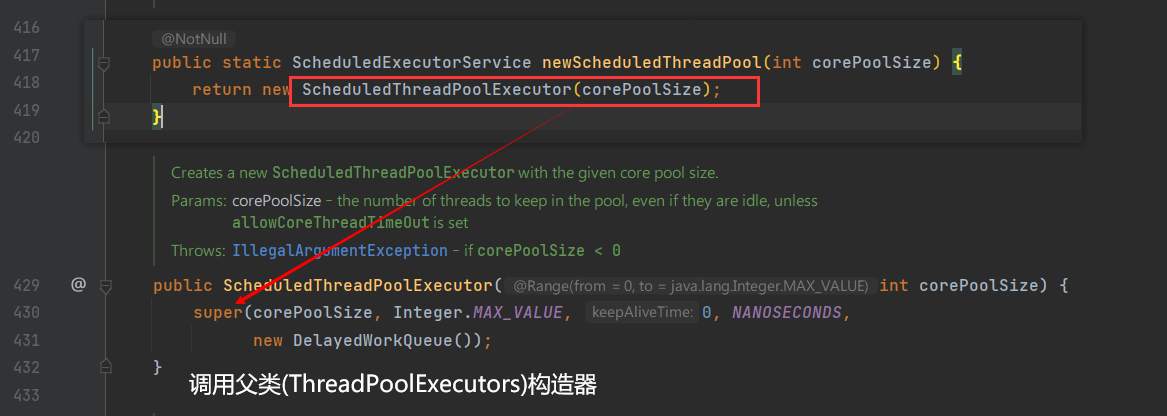 416
@NotNull
417 public static ScheduledExecutorService newScheduledThreadPool(int corePoolSize) {
418 return new ScheduledThreadPoolExecutor(corePoolSize);
419 }
420
Creates a new ScheduledThreadPoolExecutor with the given core pool size.
Params: corePoolSize – the number of threads to keep in the pool, even if they are idle, unless
allowCoreThreadTimeOut is set
Throws: IllegalArgumentException – if corePoolSize < 0
429 @ public ScheduledThreadPoolExecutor( @Range(from = 0, to = java.lang.Integer.MAX_VALUE) int corePoolSize) {
430 super(corePoolSize, Integer.MAX_VALUE, keepAliveTime: 0, NANOSECONDS,
431 new DelayedWorkQueue());
432 }
调用父类(ThreadPoolExecutors)构造器
433